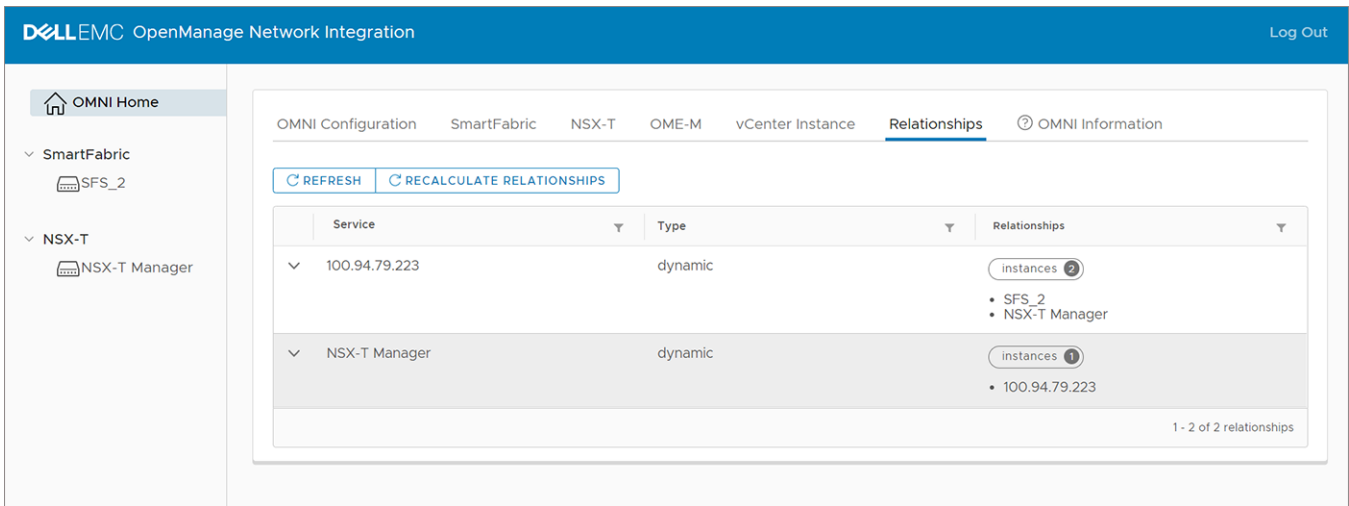 DELLEMC OpenManage Network Integration Log Out
OMNI Home
SmartFabric
SFS_2
NSX-T
NSX-T Manager
OMNI Configuration SmartFabric NSX-T OME-M vCenter Instance Relationships ? OMNI Information
REFRESH RECALCULATE RELATIONSHIPS
Service Type Relationships
100.94.79.223 dynamic instances 2
• SFS_2
• NSX-T Manager
NSX-T Manager dynamic instances 1
• 100.94.79.223
1 - 2 of 2 relationships